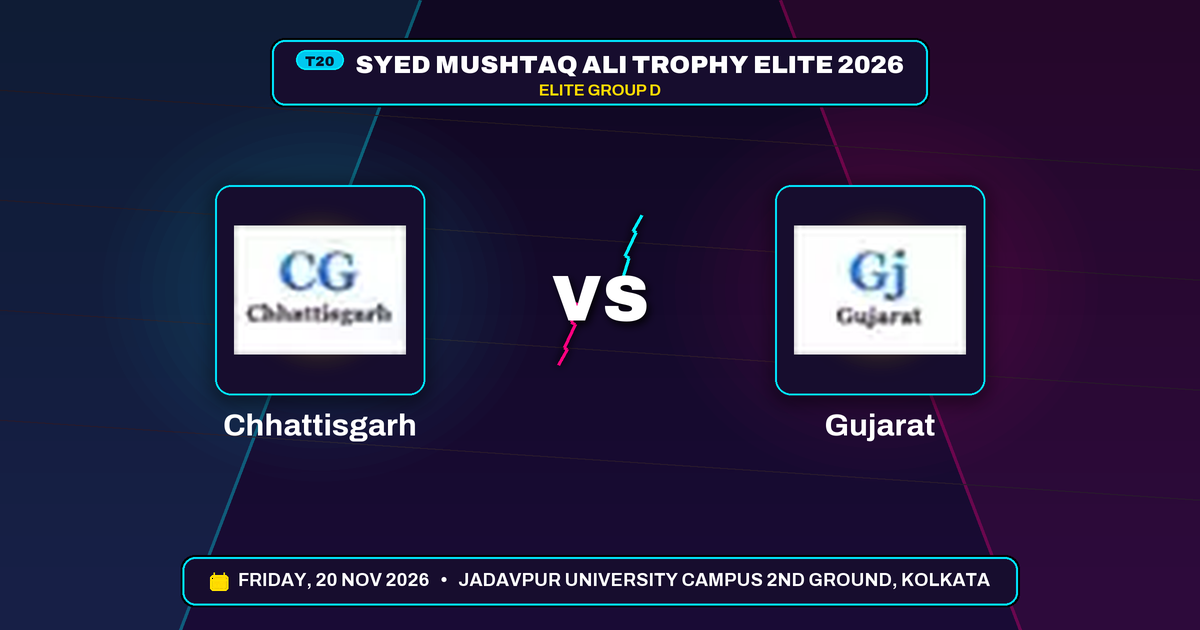 T20 SYED MUSHTAQ ALI TROPHY ELITE 2026
ELITE GROUP D
CG
Chhattisgarh
Gj
Gujarat
VS
Chhattisgarh
Gujarat
FRIDAY, 20 NOV 2026 • JADAVPUR UNIVERSITY CAMPUS 2ND GROUND, KOLKATA